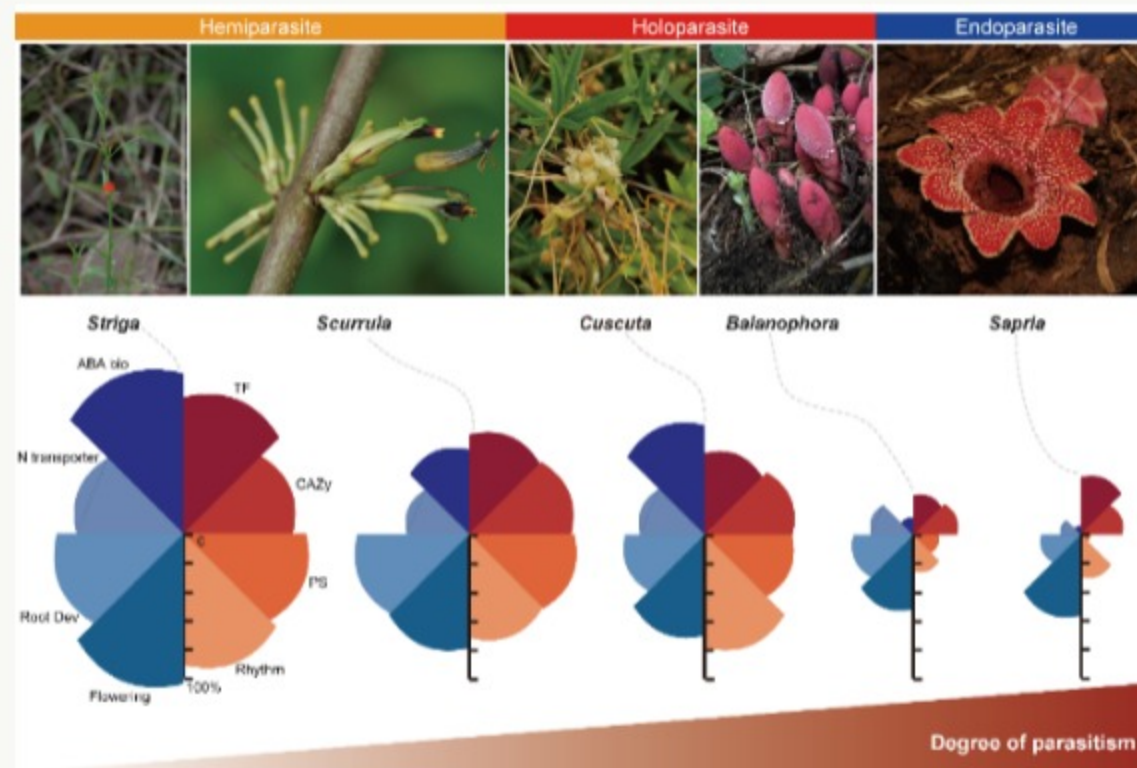 Hemiparasite
Holoparasite
Endoparasite
Striga
Scurrula
Cuscuta
Balanophora
Sapria
ABA bio
TF
N transporter
CAZy
0
PS
Root Dev
Rhythm
100%
Flowering
Degree of parasitism